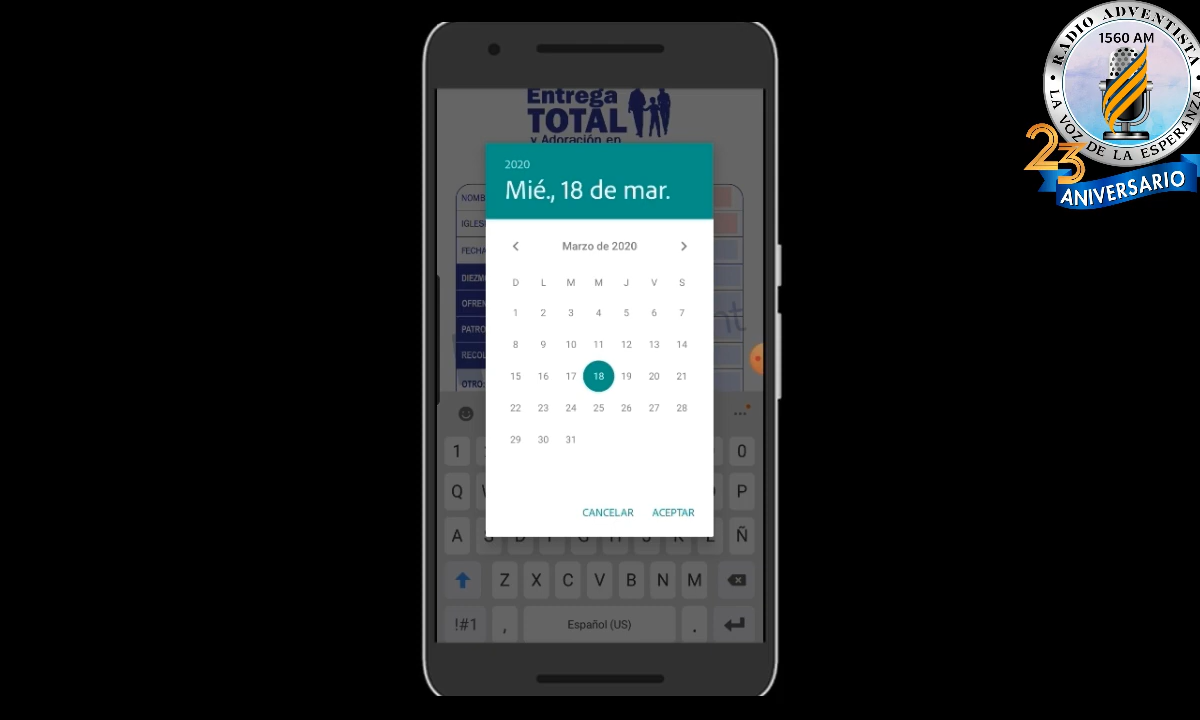 RADIO ADVENTISTA
1560 AM
LA VOZ DE LA ESPERANZA
23
ANIVERSARIO
Entrega
TOTAL
y Adoración en
2020
Mié., 18 de mar.
Marzo de 2020
D L M M J V S
1 2 3 4 5 6 7
8 9 10 11 12 13 14
15 16 17 18 19 20 21
22 23 24 25 26 27 28
29 30 31
CANCELAR ACEPTAR
NOMB
IGLES
FECHA
DIEZM
OFREN
PATRO
RECOL
OTRO:
1 0
Q P
A Ñ
Z X C V B N M
!#1 , Español (US) .